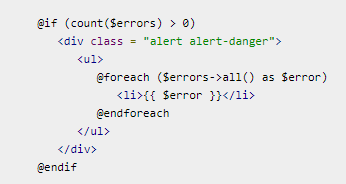 @if (count($errors) > 0)
<div class = "alert alert-danger">
<ul>
@foreach ($errors->all() as $error)
<li>{{ $error }}</li>
@endforeach
</ul>
</div>
@endif